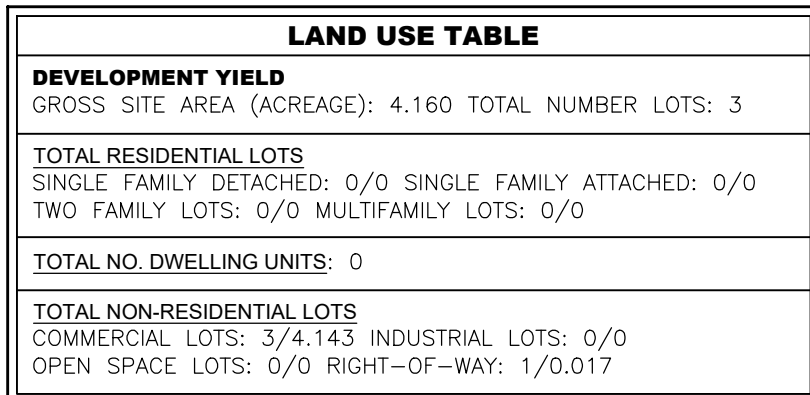 LAND USE TABLE
DEVELOPMENT YIELD
GROSS SITE AREA (ACREAGE): 4.160 TOTAL NUMBER LOTS: 3
TOTAL RESIDENTIAL LOTS
SINGLE FAMILY DETACHED: 0/0 SINGLE FAMILY ATTACHED: 0/0
TWO FAMILY LOTS: 0/0 MULTIFAMILY LOTS: 0/0
TOTAL NO. DWELLING UNITS: 0
TOTAL NON-RESIDENTIAL LOTS
COMMERCIAL LOTS: 3/4.143 INDUSTRIAL LOTS: 0/0
OPEN SPACE LOTS: 0/0 RIGHT-OF-WAY: 1/0.017